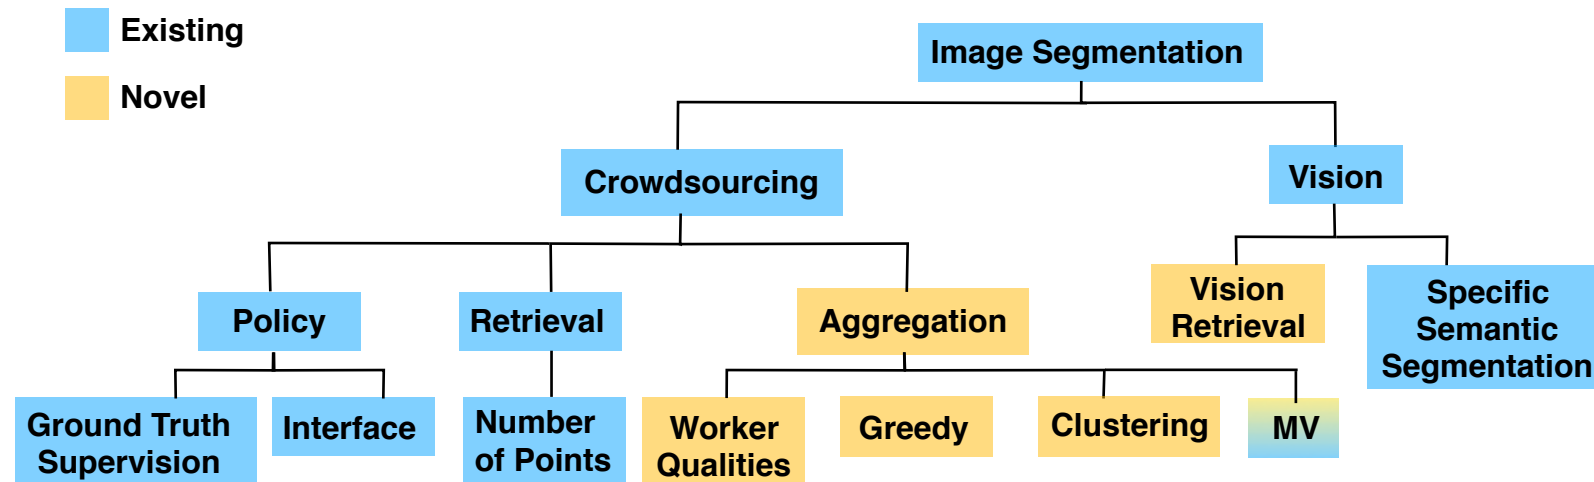 Existing
Novel
Image Segmentation
Crowdsourcing
Vision
Policy
Retrieval
Aggregation
Vision
Retrieval
Specific
Semantic
Segmentation
Ground Truth
Supervision
Interface
Number
of Points
Worker
Qualities
Greedy
Clustering
MV